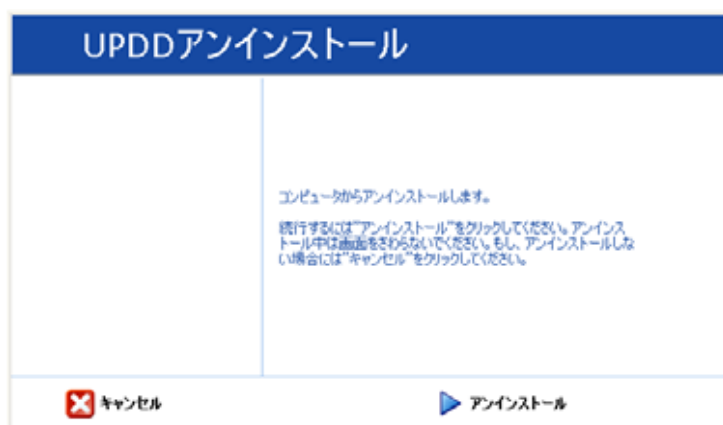 UPDDアンインストール
コンピュータからアンインストールします。
続行するには"アンインストール"をクリックしてください。アンインス
トール中は画面をさわらないでください。もし、アンインストールしな
い場合には"キャンセル"をクリックしてください。
キャンセル
アンインストール